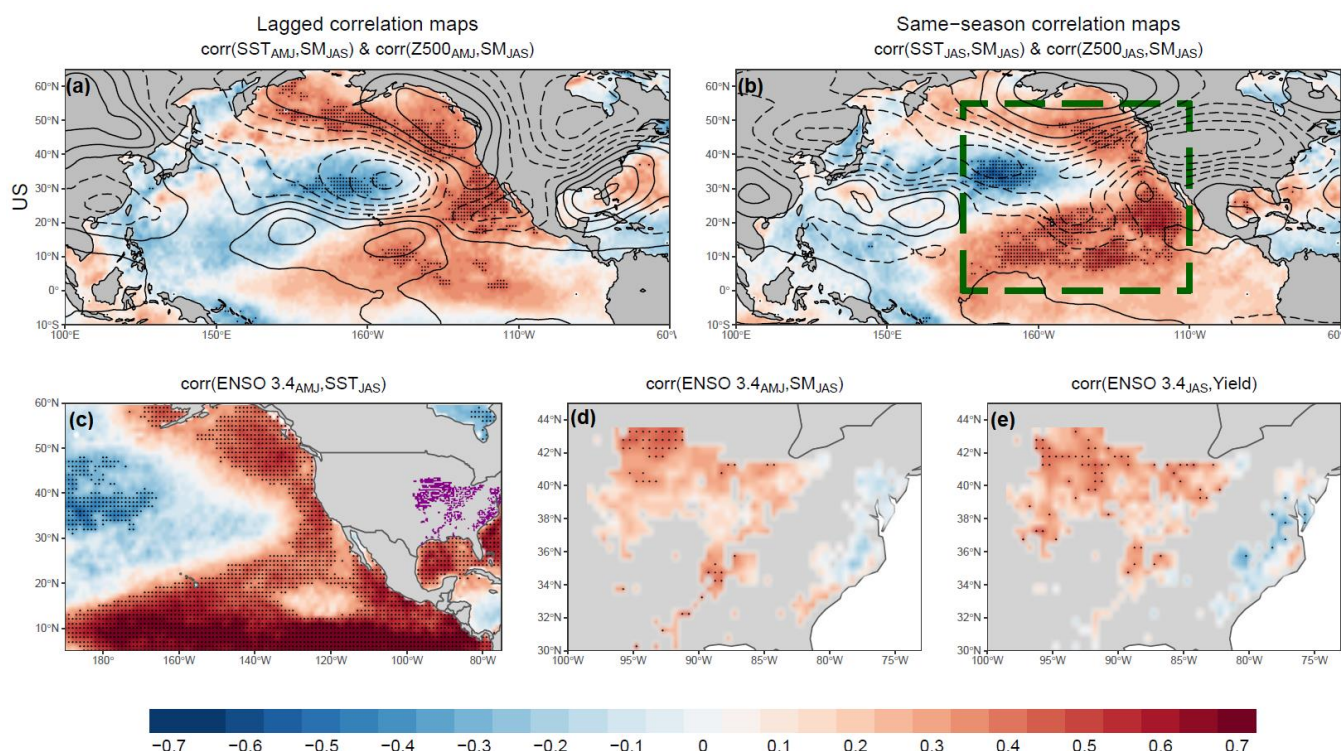 Lagged correlation maps
corr(SST_AMJ,SM_JAS) & corr(Z500_AMJ,SM_JAS)
Same−season correlation maps
corr(SST_JAS,SM_JAS) & corr(Z500_JAS,SM_JAS)
US
(a)
60°N
50°N
40°N
30°N
20°N
10°N
0°
10°S
100°E
150°E
160°W
110°W
60°W
(b)
60°N
50°N
40°N
30°N
20°N
10°N
0°
10°S
100°E
150°E
160°W
110°W
60°W
corr(ENSO 3.4_AMJ,SST_JAS)
(c)
60°N
50°N
40°N
30°N
20°N
10°N
180°
160°W
140°W
120°W
100°W
80°W
corr(ENSO 3.4_AMJ,SM_JAS)
(d)
44°N
42°N
40°N
38°N
36°N
34°N
32°N
30°N
100°W
95°W
90°W
85°W
80°W
75°W
corr(ENSO 3.4_JAS,Yield)
(e)
44°N
42°N
40°N
38°N
36°N
34°N
32°N
30°N
100°W
95°W
90°W
85°W
80°W
75°W
−0.7 −0.6 −0.5 −0.4 −0.3 −0.2 −0.1 0 0.1 0.2 0.3 0.4 0.5 0.6 0.7